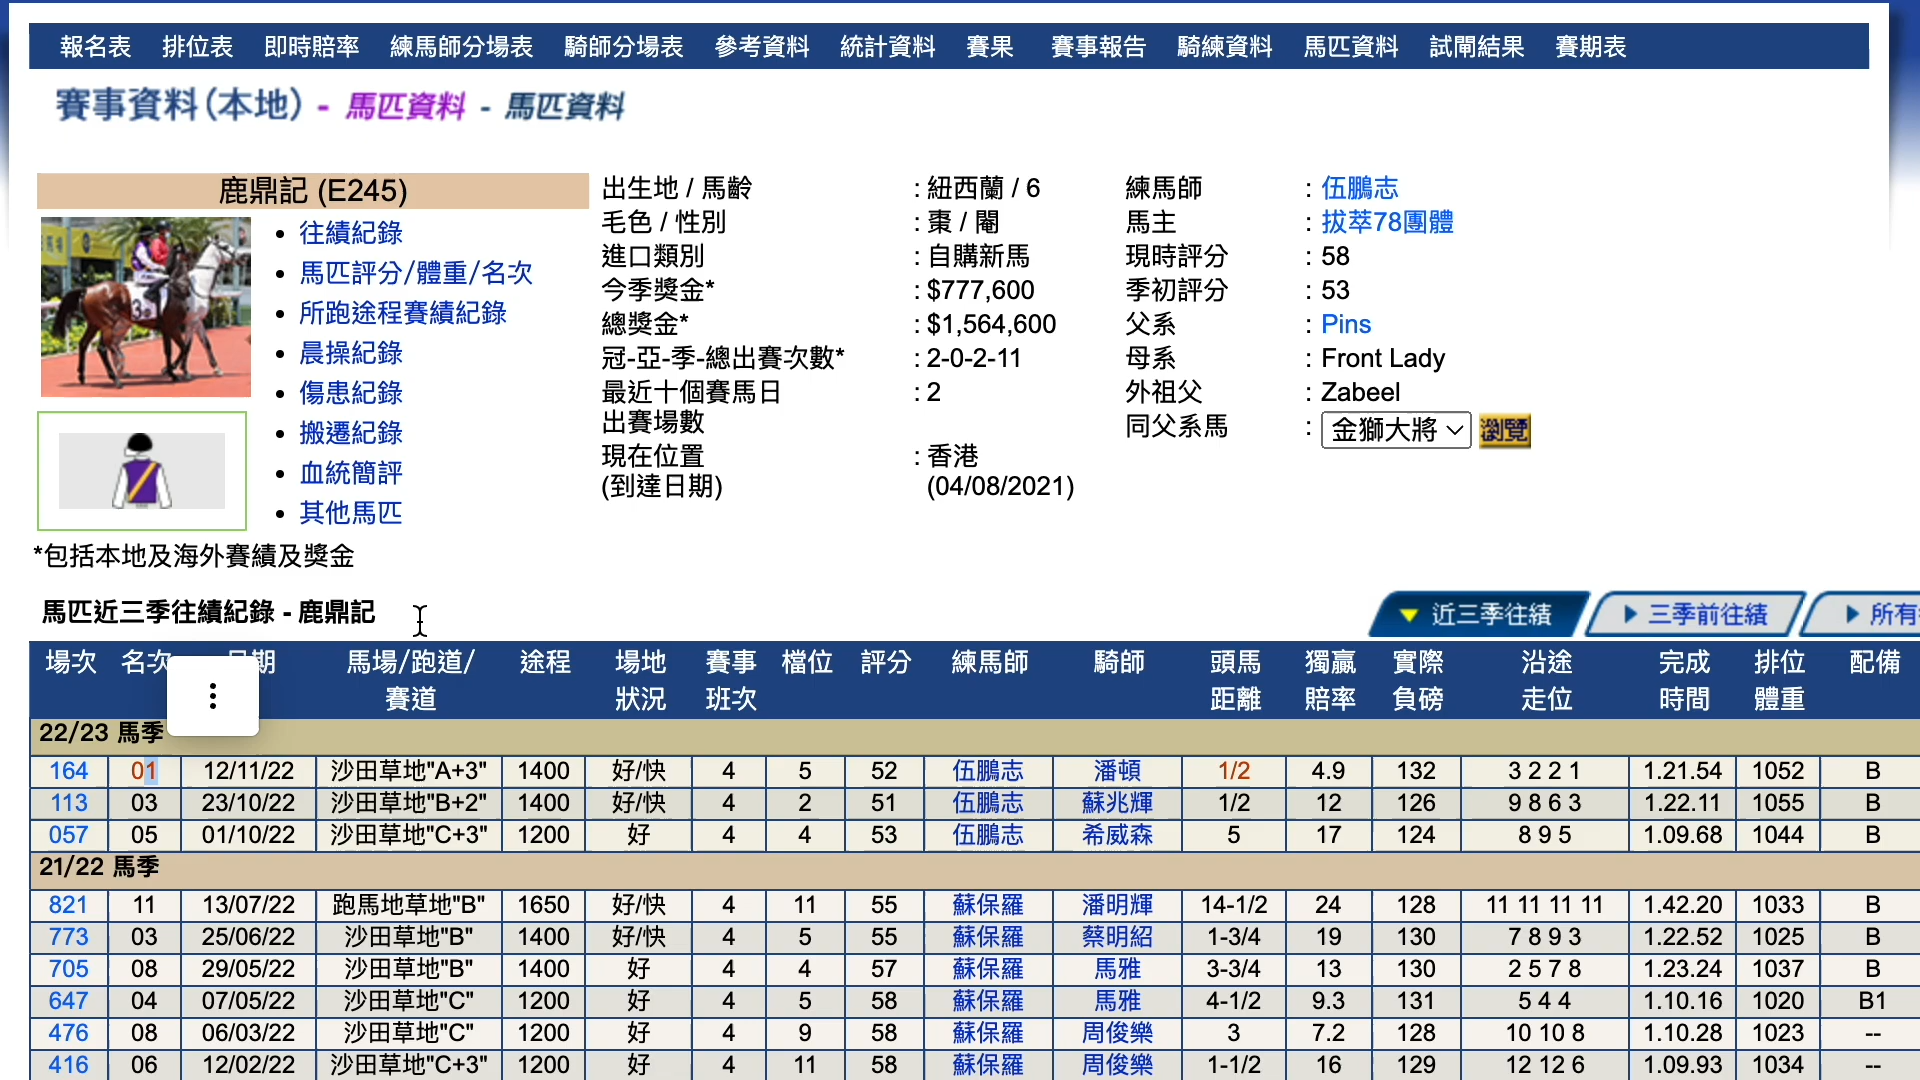 報名表 排位表 即時賠率 練馬師分場表 騎師分場表 參考資料 統計資料 賽果 賽事報告 騎練資料 馬匹資料 試閘結果 賽期表
賽事資料(本地) - 馬匹資料 - 馬匹資料
鹿鼎記 (E245)
往績紀錄
馬匹評分/體重/名次
所跑途程賽績紀錄
晨操紀錄
傷患紀錄
搬遷紀錄
血統簡評
其他馬匹
*包括本地及海外賽績及獎金
出生地 / 馬齡 : 紐西蘭 / 6
毛色 / 性別 : 棗 / 閹
進口類別 : 自購新馬
今季獎金* : $777,600
總獎金* : $1,564,600
冠-亞-季-總出賽次數* : 2-0-2-11
最近十個賽馬日 : 2
出賽場數
現在位置 : 香港
(到達日期) (04/08/2021)
練馬師 : 伍鵬志
馬主 : 拔萃78團體
現時評分 : 58
季初評分 : 53
父系 : Pins
母系 : Front Lady
外祖父 : Zabeel
同父系馬 : 金獅大將 瀏覽
馬匹近三季往績紀錄 - 鹿鼎記
近三季往績 三季前往績 所有
場次 名次 期 馬場/跑道/ 途程 場地 賽事 檔位 評分 練馬師 騎師 頭馬 獨贏 實際 沿途 完成 排位 配備
賽道 狀況 班次 距離 賠率 負磅 走位 時間 體重
22/23 馬季
164 01 12/11/22 沙田草地"A+3" 1400 好/快 4 5 52 伍鵬志 潘頓 1/2 4.9 132 3 2 2 1 1.21.54 1052 B
113 03 23/10/22 沙田草地"B+2" 1400 好/快 4 2 51 伍鵬志 蘇兆輝 1/2 12 126 9 8 6 3 1.22.11 1055 B
057 05 01/10/22 沙田草地"C+3" 1200 好 4 4 53 伍鵬志 希威森 5 17 124 8 9 5 1.09.68 1044 B
21/22 馬季
821 11 13/07/22 跑馬地草地"B" 1650 好/快 4 11 55 蘇保羅 潘明輝 14-1/2 24 128 11 11 11 11 1.42.20 1033 B
773 03 25/06/22 沙田草地"B" 1400 好/快 4 5 55 蘇保羅 蔡明紹 1-3/4 19 130 7 8 9 3 1.22.52 1025 B
705 08 29/05/22 沙田草地"B" 1400 好 4 4 57 蘇保羅 馬雅 3-3/4 13 130 2 5 7 8 1.23.24 1037 B
647 04 07/05/22 沙田草地"C" 1200 好 4 5 58 蘇保羅 馬雅 4-1/2 9.3 131 5 4 4 1.10.16 1020 B1
476 08 06/03/22 沙田草地"C" 1200 好 4 9 58 蘇保羅 周俊樂 3 7.2 128 10 10 8 1.10.28 1023 --
416 06 12/02/22 沙田草地"C+3" 1200 好 4 11 58 蘇保羅 周俊樂 1-1/2 16 129 12 12 6 1.09.93 1034 --